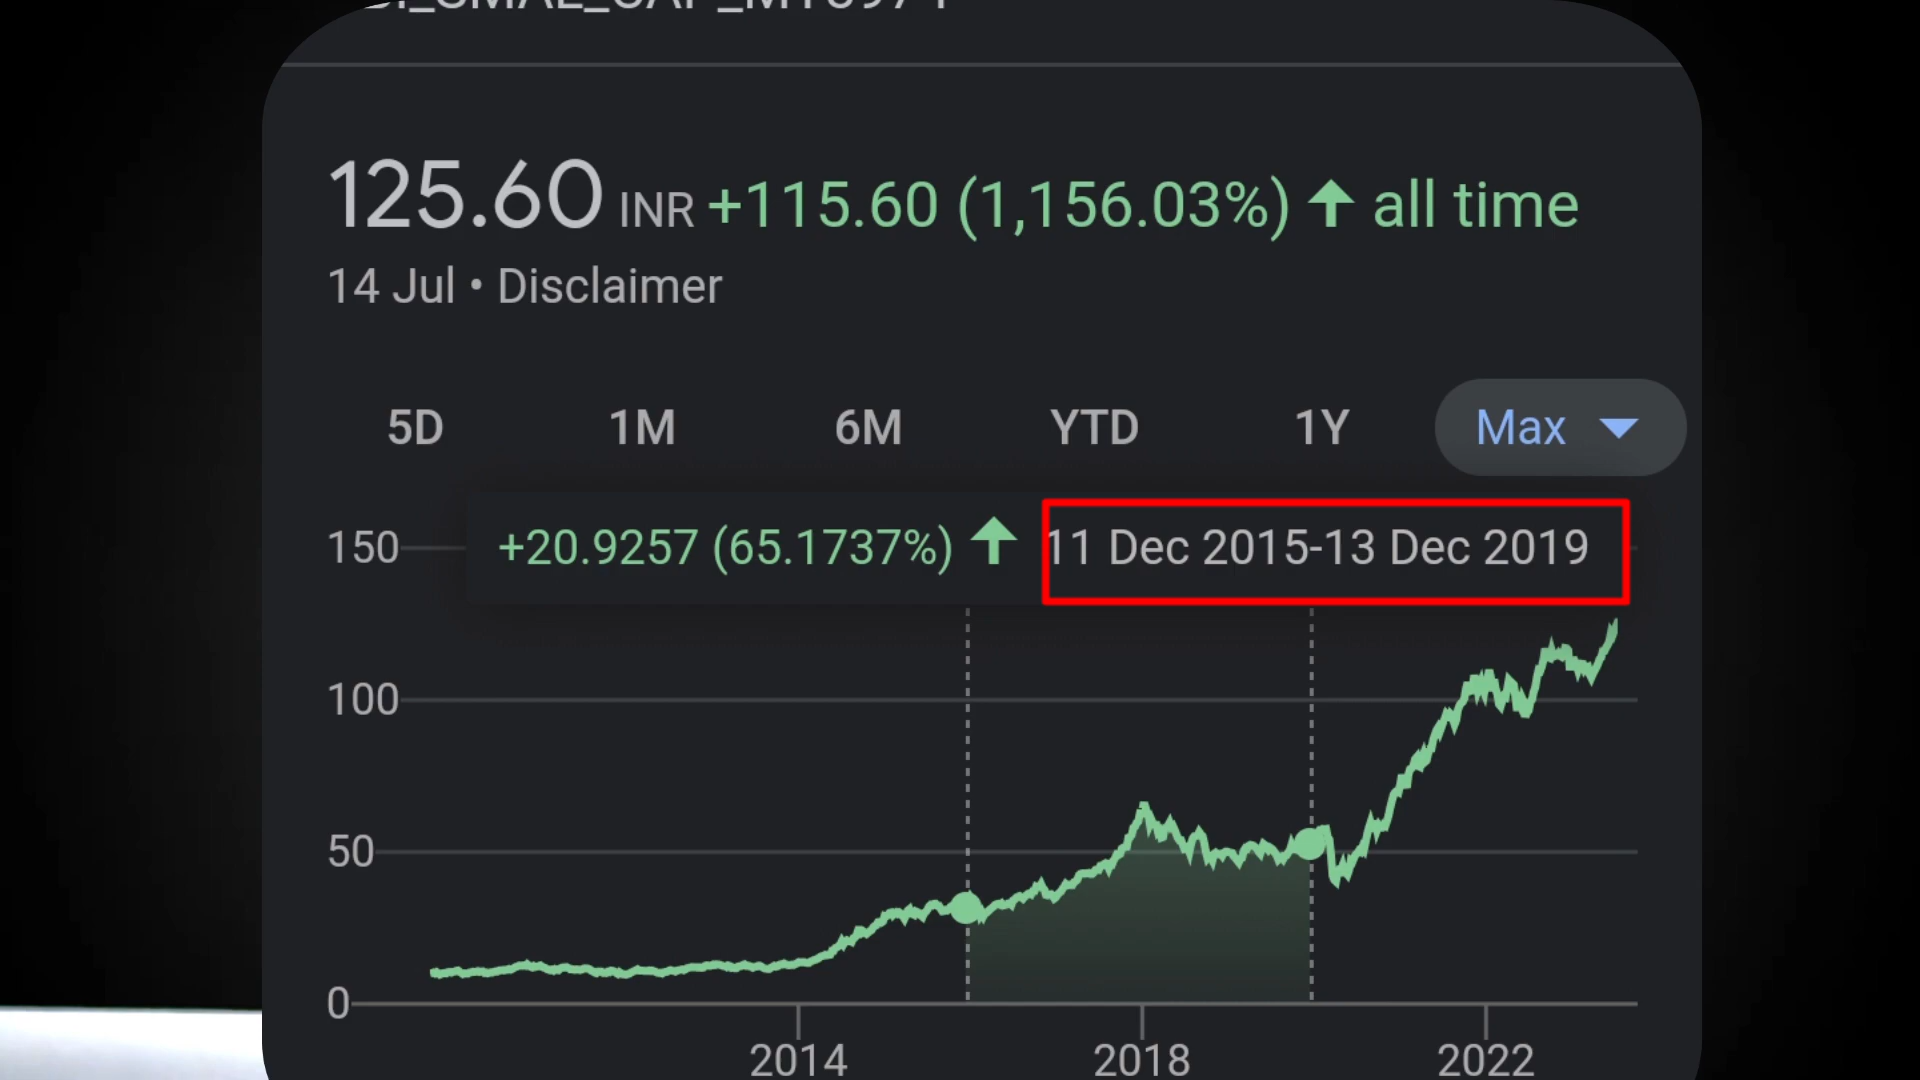 125.60 INR +115.60 (1,156.03%) ↑ all time
14 Jul • Disclaimer
5D 1M 6M YTD 1Y Max
+20.9257 (65.1737%) ↑ 11 Dec 2015-13 Dec 2019
150
100
50
0
2014 2018 2022